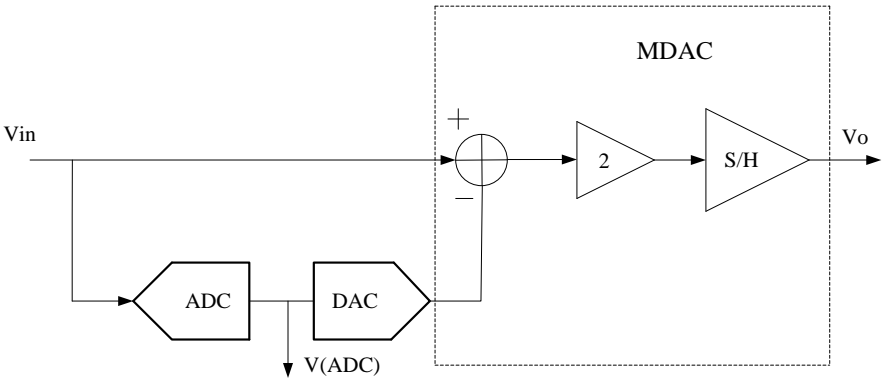 MDAC
+
Vin
Vo
2
S/H
−
ADC
DAC
V(ADC)